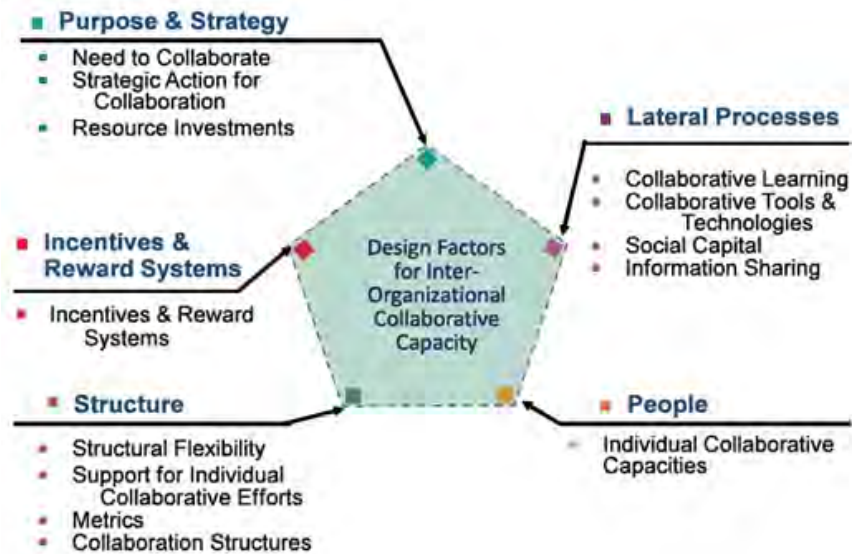 Purpose & Strategy
Need to Collaborate
Strategic Action for
Collaboration
Resource Investments
Lateral Processes
Collaborative Learning
Collaborative Tools &
Technologies
Social Capital
Information Sharing
Incentives &
Reward Systems
Incentives & Reward
Systems
Design Factors
for Inter-
Organizational
Collaborative
Capacity
Structure
Structural Flexibility
Support for Individual
Collaborative Efforts
Metrics
Collaboration Structures
People
Individual Collaborative
Capacities